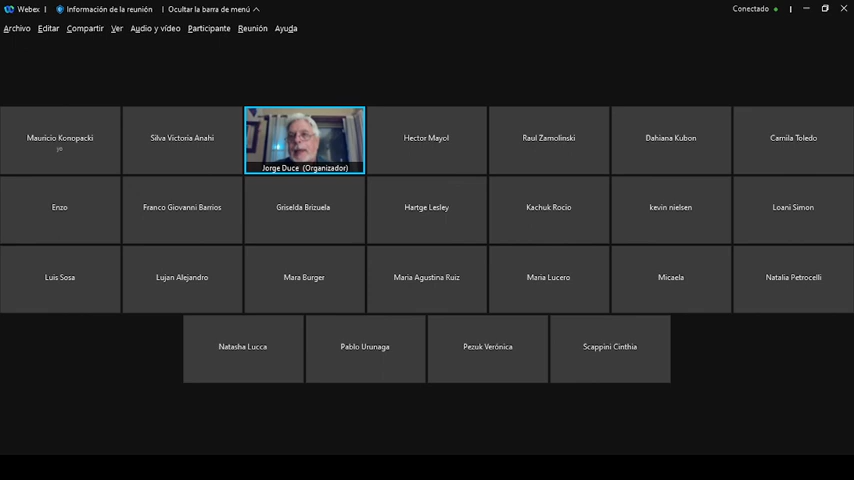 Webex Información de la reunión Ocultar la barra de menú Conectado
Archivo Editar Compartir Ver Audio y vídeo Participante Reunión Ayuda
Mauricio Konopacki Silva Victoria Anahi Hector Mayol Raul Zamolinski Dahiana Kubon Camila Toledo
yo
Jorge Duce (Organizador)
Enzo Franco Giovanni Barrios Griselda Brizuela Hartge Lesley Kachuk Rocio kevin nielsen Loani Simon
Luis Sosa Lujan Alejandro Mara Burger Maria Agustina Ruiz Maria Lucero Micaela Natalia Petrocelli
Natasha Lucca Pablo Urunaga Pezuk Verónica Scappini Cinthia